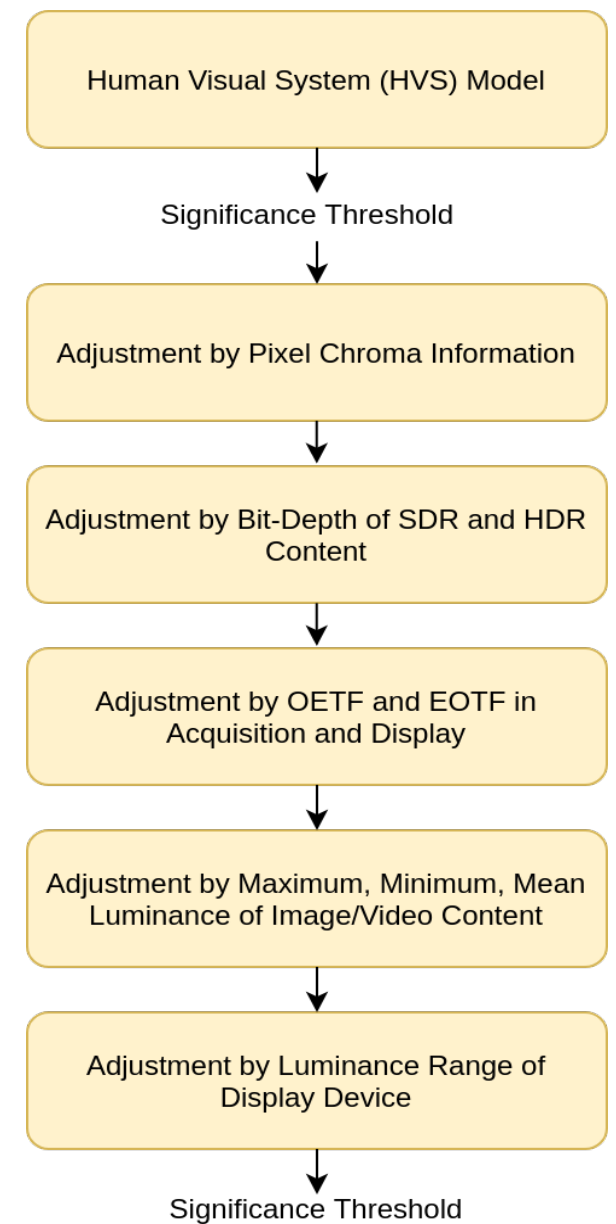 Human Visual System (HVS) Model
Significance Threshold
Adjustment by Pixel Chroma Information
Adjustment by Bit-Depth of SDR and HDR
Content
Adjustment by OETF and EOTF in
Acquisition and Display
Adjustment by Maximum, Minimum, Mean
Luminance of Image/Video Content
Adjustment by Luminance Range of
Display Device
Significance Threshold